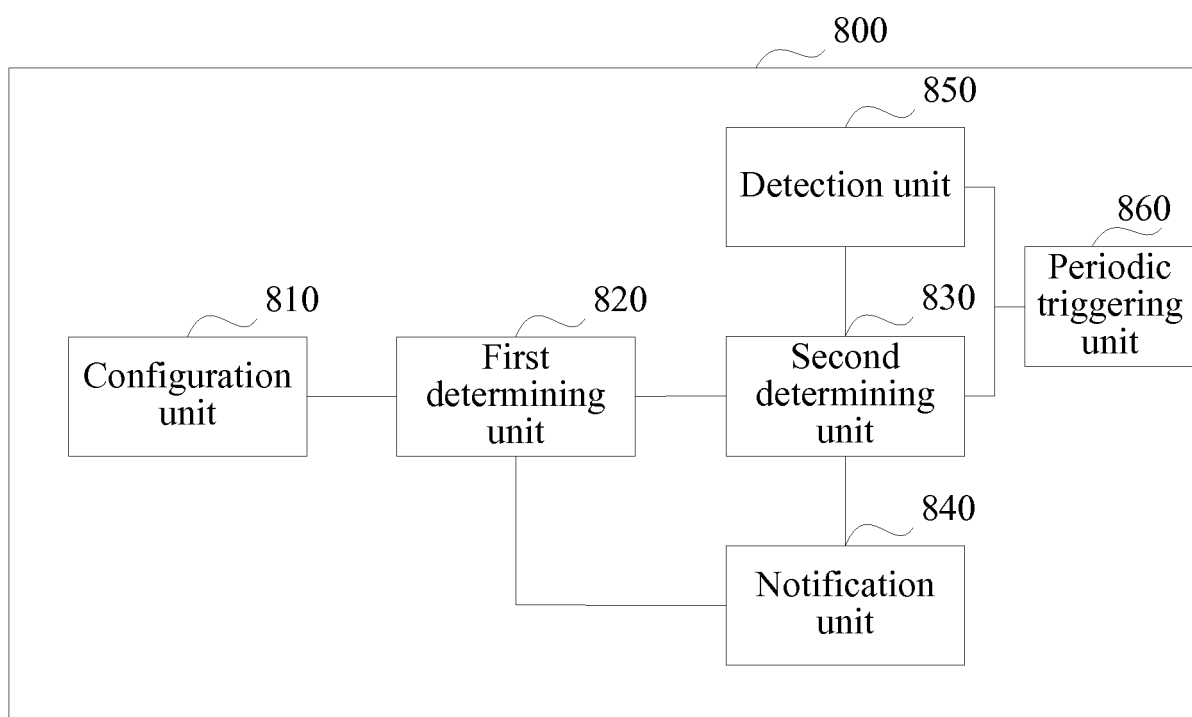 800
850
Detection unit
860
Periodic
triggering
unit
810
820
830
Configuration
unit
First
determining
unit
Second
determining
unit
840
Notification
unit